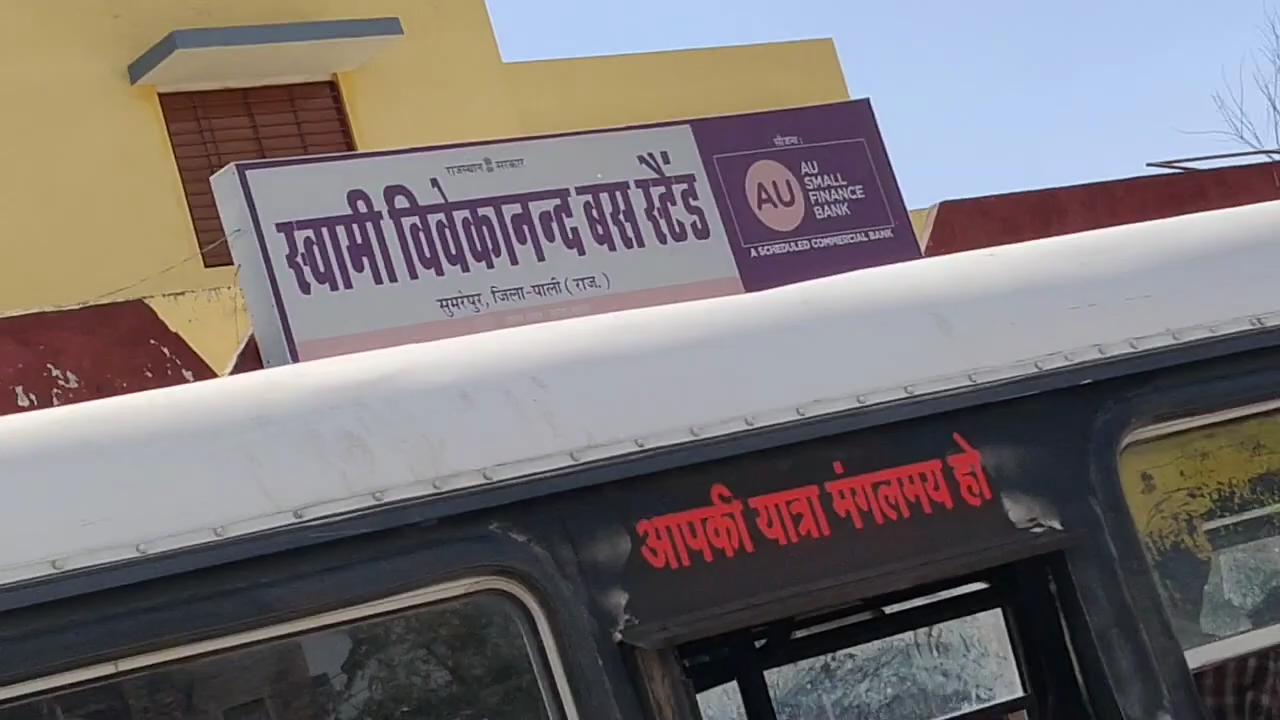 राजस्थान सरकार
स्वामी विवेकानन्द बस स्टैंड
सुमेरपुर, जिला-पाली ( राज. )
सौजन्य :
AU
AU
SMALL
FINANCE
BANK
A SCHEDULED COMMERCIAL BANK
आपकी यात्रा मंगलमय हो